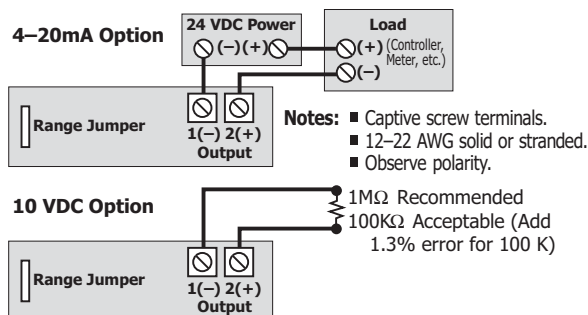 4–20mA Option
24 VDC Power
(–)(+)
Load
(+) (Controller,
Meter, etc.)
(–)
Range Jumper
1(–) 2(+)
Output
Notes: ■ Captive screw terminals.
■ 12–22 AWG solid or stranded.
■ Observe polarity.
10 VDC Option
1MΩ Recommended
100KΩ Acceptable (Add
1.3% error for 100 K)
Range Jumper
1(–) 2(+)
Output